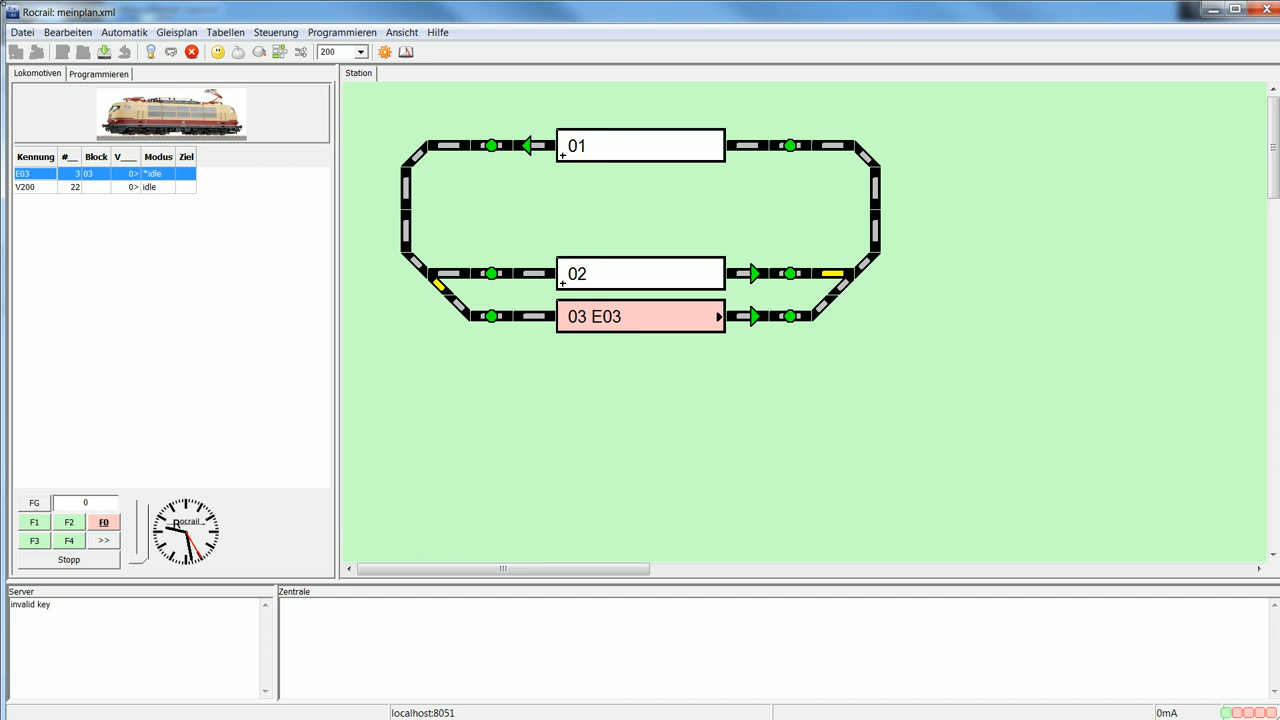 Rocrail: meinplan.xml
Datei Bearbeiten Automatik Gleisplan Tabellen Steuerung Programmieren Ansicht Hilfe
200
Lokomotiven Programmieren
Station
Kennung #__ Block V___ Modus Ziel
E03 3 03 0> *idle
V200 22 0> idle
01
+
02
+
03 E03
FG 0
F1 F2 F0
F3 F4 >>
Stopp
Rocrail
Server
invalid key
Zentrale
localhost:8051
0mA